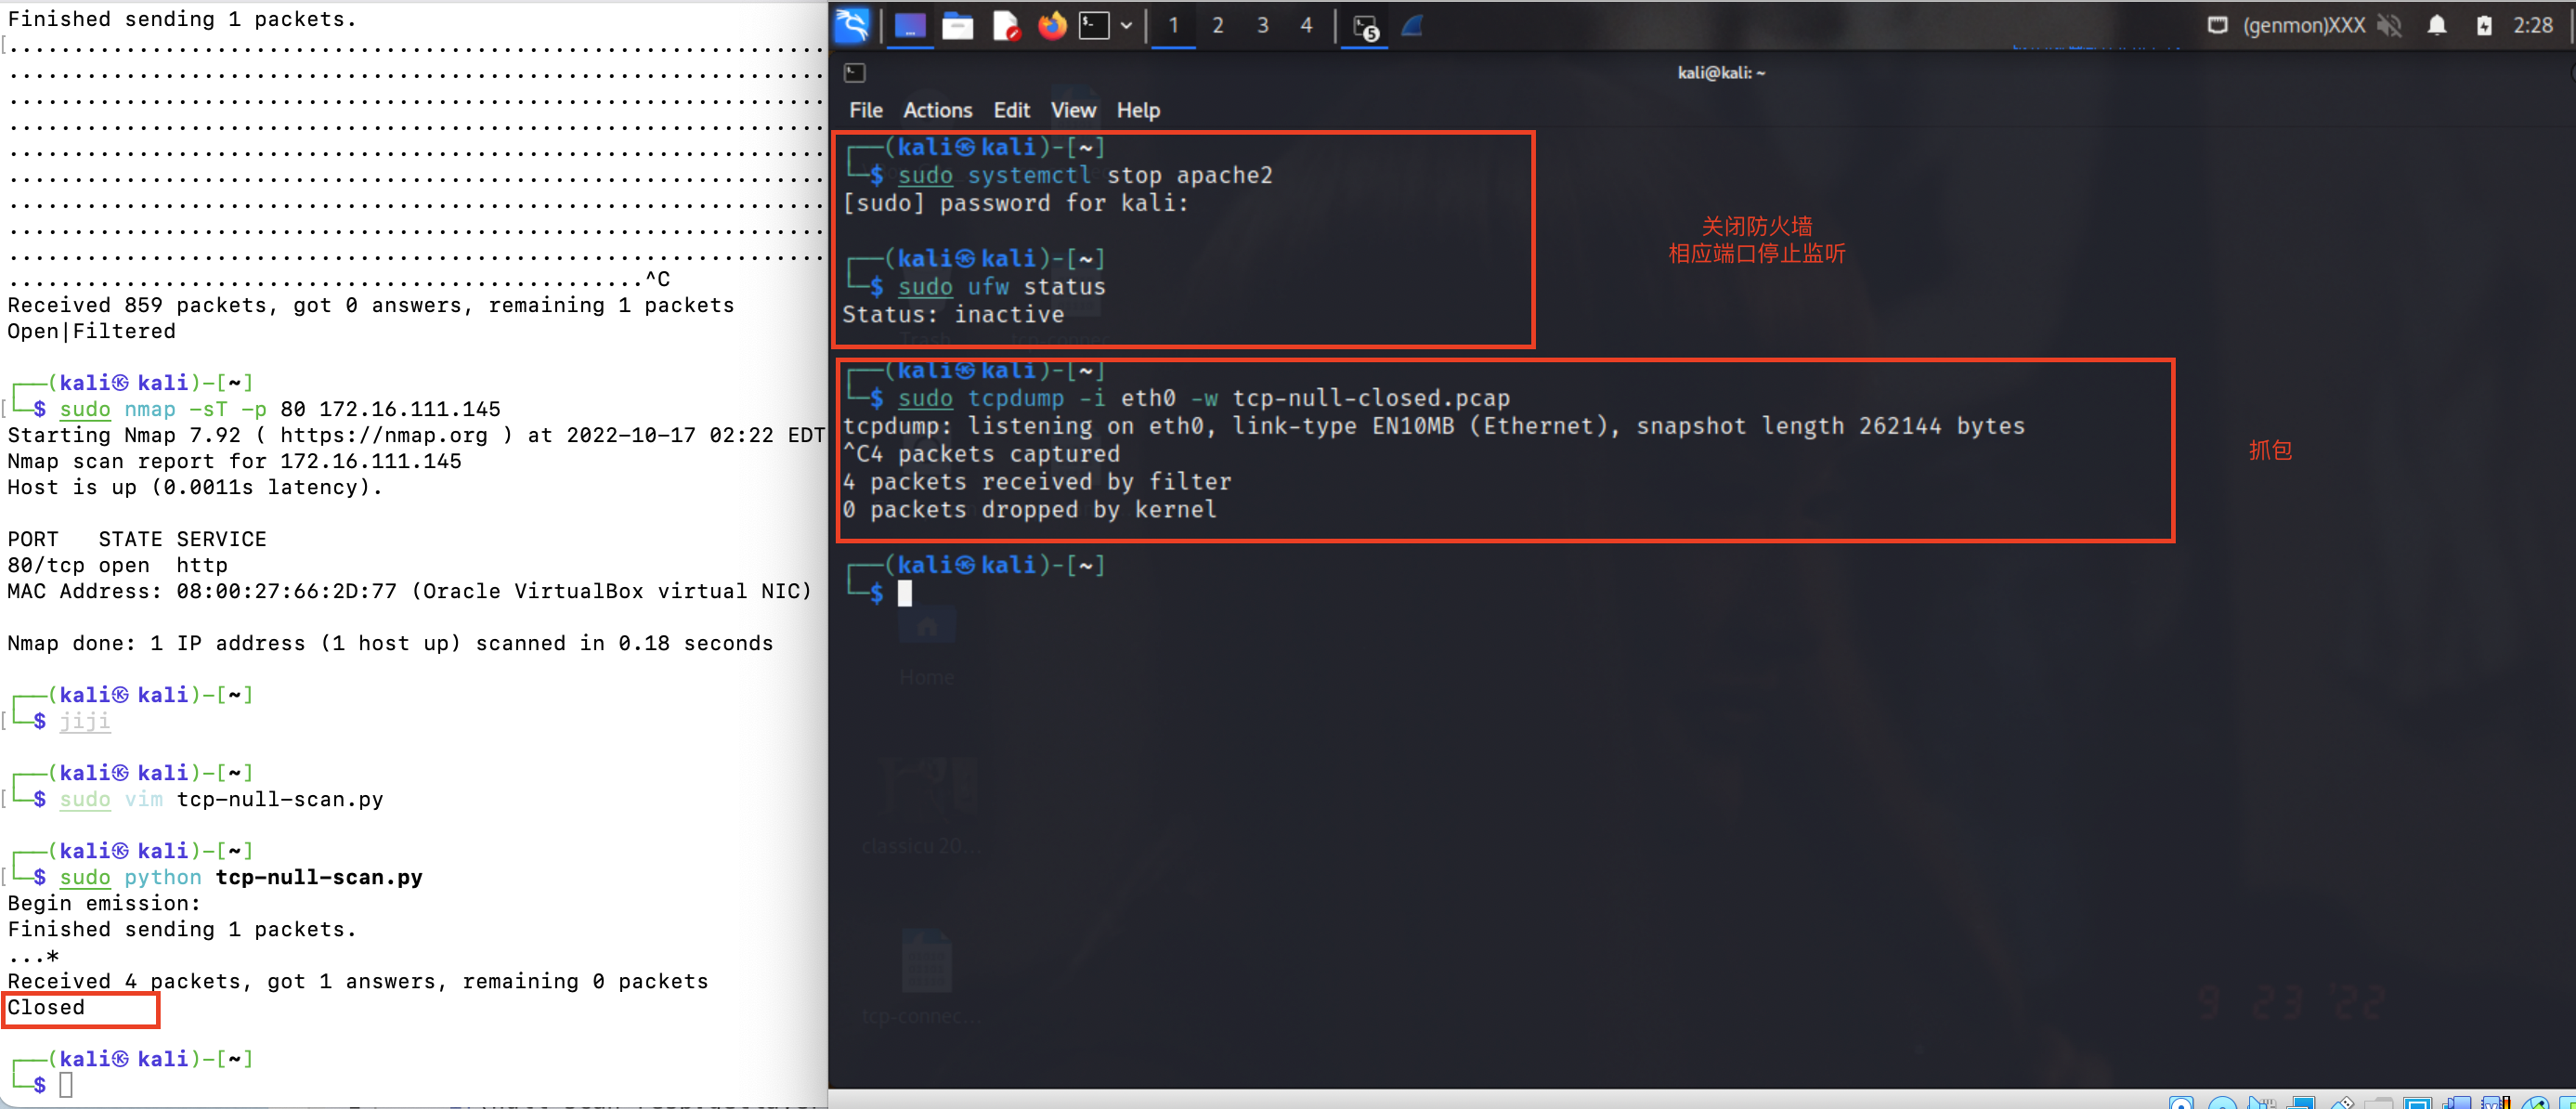 Finished sending 1 packets.
[...............................................................
...............................................................
...............................................................
...............................................................
...............................................................
...............................................................
...............................................................
...............................................................
...............................................................
.................................................^C
Received 859 packets, got 0 answers, remaining 1 packets
Open|Filtered
┌──(kali㉿kali)-[~]
└─$ sudo nmap -sT -p 80 172.16.111.145
Starting Nmap 7.92 ( https://nmap.org ) at 2022-10-17 02:22 EDT
Nmap scan report for 172.16.111.145
Host is up (0.0011s latency).
PORT   STATE SERVICE
80/tcp open  http
MAC Address: 08:00:27:66:2D:77 (Oracle VirtualBox virtual NIC)
Nmap done: 1 IP address (1 host up) scanned in 0.18 seconds
┌──(kali㉿kali)-[~]
└─$ jiji
┌──(kali㉿kali)-[~]
└─$ sudo vim tcp-null-scan.py
┌──(kali㉿kali)-[~]
└─$ sudo python tcp-null-scan.py
Begin emission:
Finished sending 1 packets.
...*
Received 4 packets, got 1 answers, remaining 0 packets
Closed
┌──(kali㉿kali)-[~]
└─$
1 2 3 4 5 (genmon)XXX 2:28
kali@kali: ~
File Actions Edit View Help
┌──(kali㉿kali)-[~]
└─$ sudo systemctl stop apache2
[sudo] password for kali:
┌──(kali㉿kali)-[~]
└─$ sudo ufw status
Status: inactive
关闭防火墙
相应端口停止监听
┌──(kali㉿kali)-[~]
└─$ sudo tcpdump -i eth0 -w tcp-null-closed.pcap
tcpdump: listening on eth0, link-type EN10MB (Ethernet), snapshot length 262144 bytes
^C4 packets captured
4 packets received by filter
0 packets dropped by kernel
抓包
┌──(kali㉿kali)-[~]
└─$
Trash
Home
classicu 20...
tcp-connec...
9 23 '22